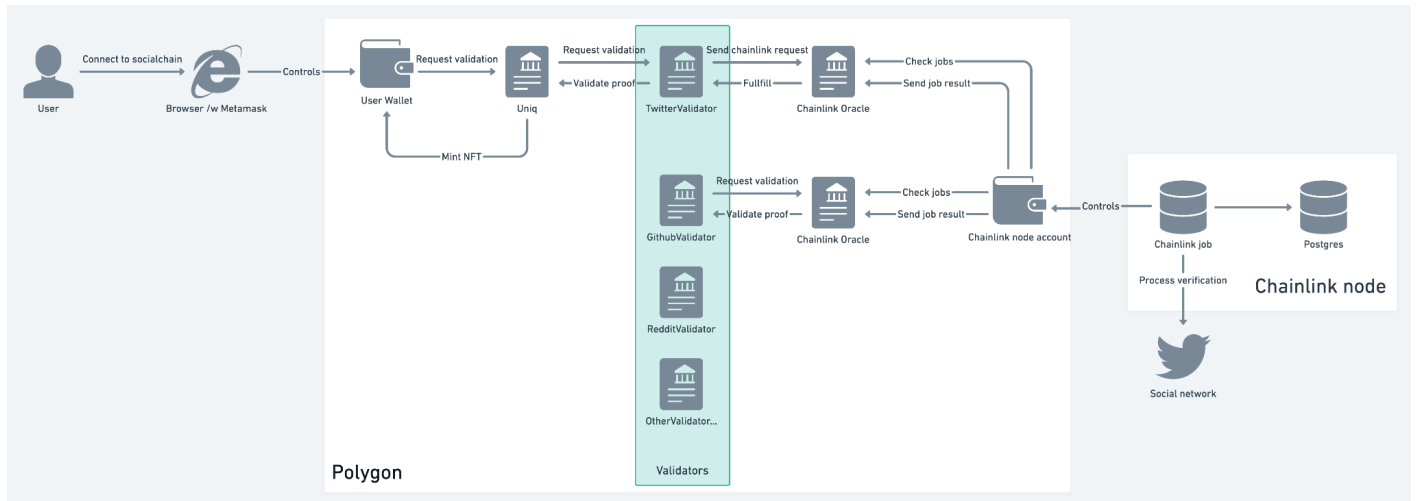 Connect to socialchain
User
Browser /w Metamask
Controls
User Wallet
Request validation
Uniq
Mint NFT
Request validation
Validate proof
TwitterValidator
Send chainlink request
Fullfill
Chainlink Oracle
Check jobs
Send job result
GithubValidator
Request validation
Validate proof
Chainlink Oracle
Check jobs
Send job result
Chainlink node account
Controls
Chainlink job
Postgres
Process verification
Chainlink node
Social network
RedditValidator
OtherValidator...
Validators
Polygon